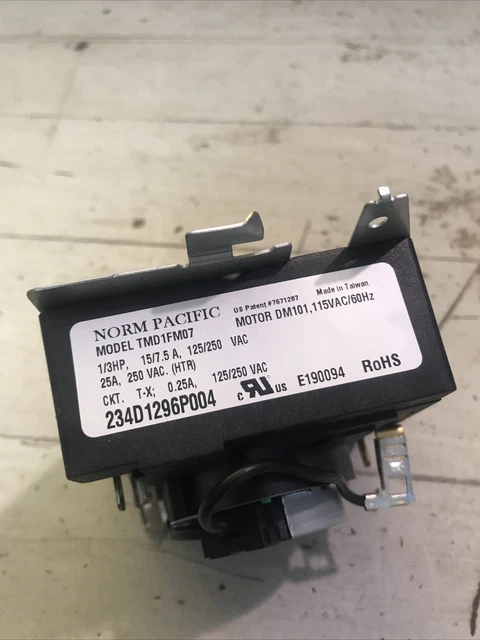 NORM PACIFIC US Patent #7671287 Made in Taiwan
MODEL TMD1FM07 MOTOR DM101,115VAC/60Hz
1/3HP, 15/7.5 A, 125/250 VAC
25A, 250 VAC. (HTR)
CKT. T-X; 0.25A, 125/250 VAC
234D1296P004 c RU US E190094 RoHS